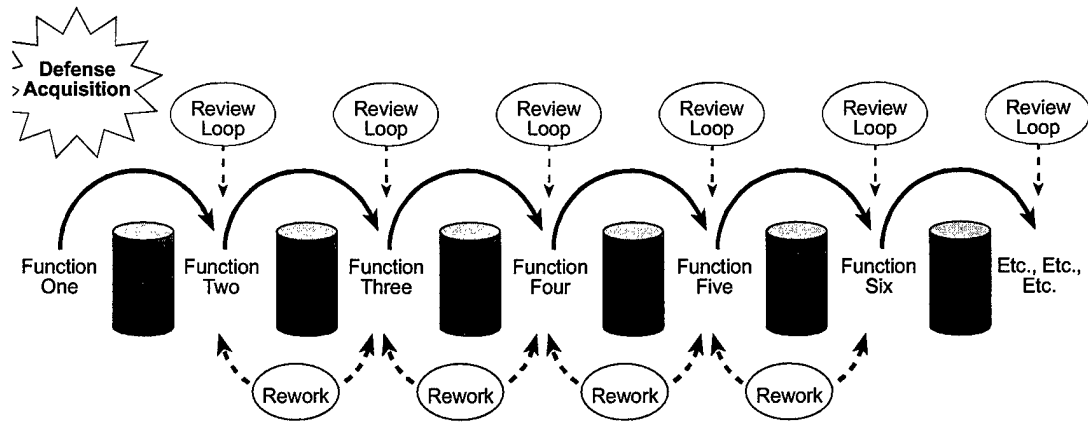 Defense
Acquisition
Review
Loop
Review
Loop
Review
Loop
Review
Loop
Review
Loop
Review
Loop
Function
One
Function
Two
Function
Three
Function
Four
Function
Five
Function
Six
Etc., Etc.,
Etc.
Rework
Rework
Rework
Rework